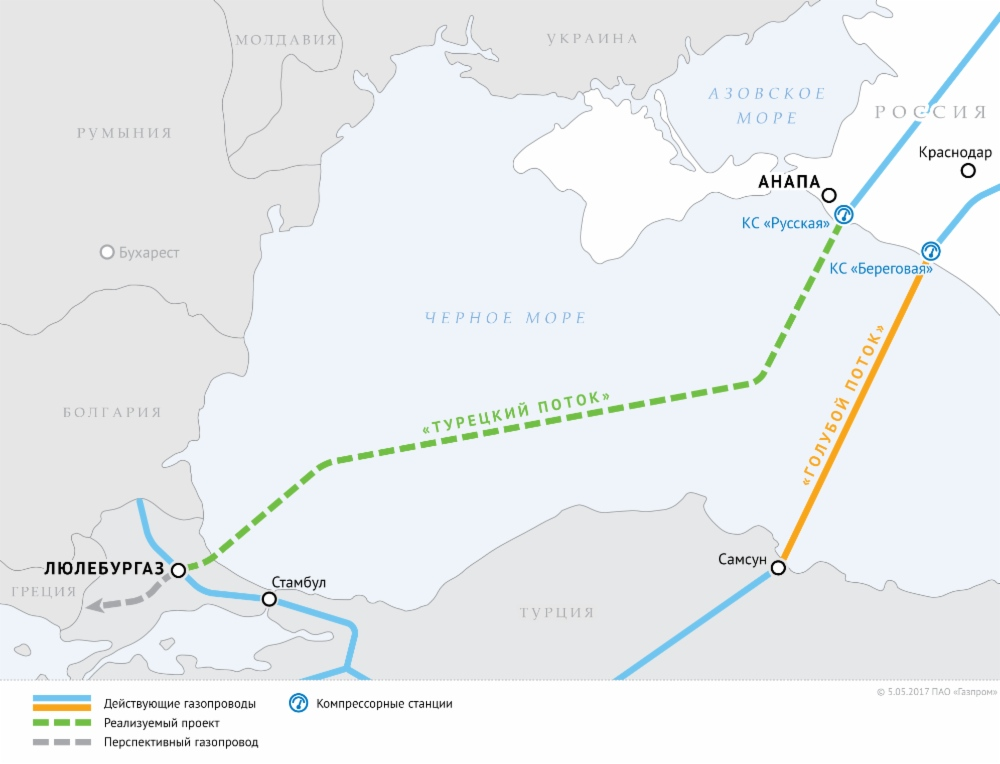 МОЛДАВИЯ
УКРАИНА
АЗОВСКОЕ
МОРЕ
РОССИЯ
РУМЫНИЯ
Краснодар
АНАПА
КС «Русская»
Бухарест
КС «Береговая»
ЧЕРНОЕ МОРЕ
«ГОЛУБОЙ ПОТОК»
«ТУРЕЦКИЙ ПОТОК»
БОЛГАРИЯ
Самсун
ЛЮЛЕБУРГАЗ
Стамбул
ГРЕЦИЯ
ТУРЦИЯ
© 5.05.2017 ПАО «Газпром»
Действующие газопроводы
Компрессорные станции
Реализуемый проект
Перспективный газопровод